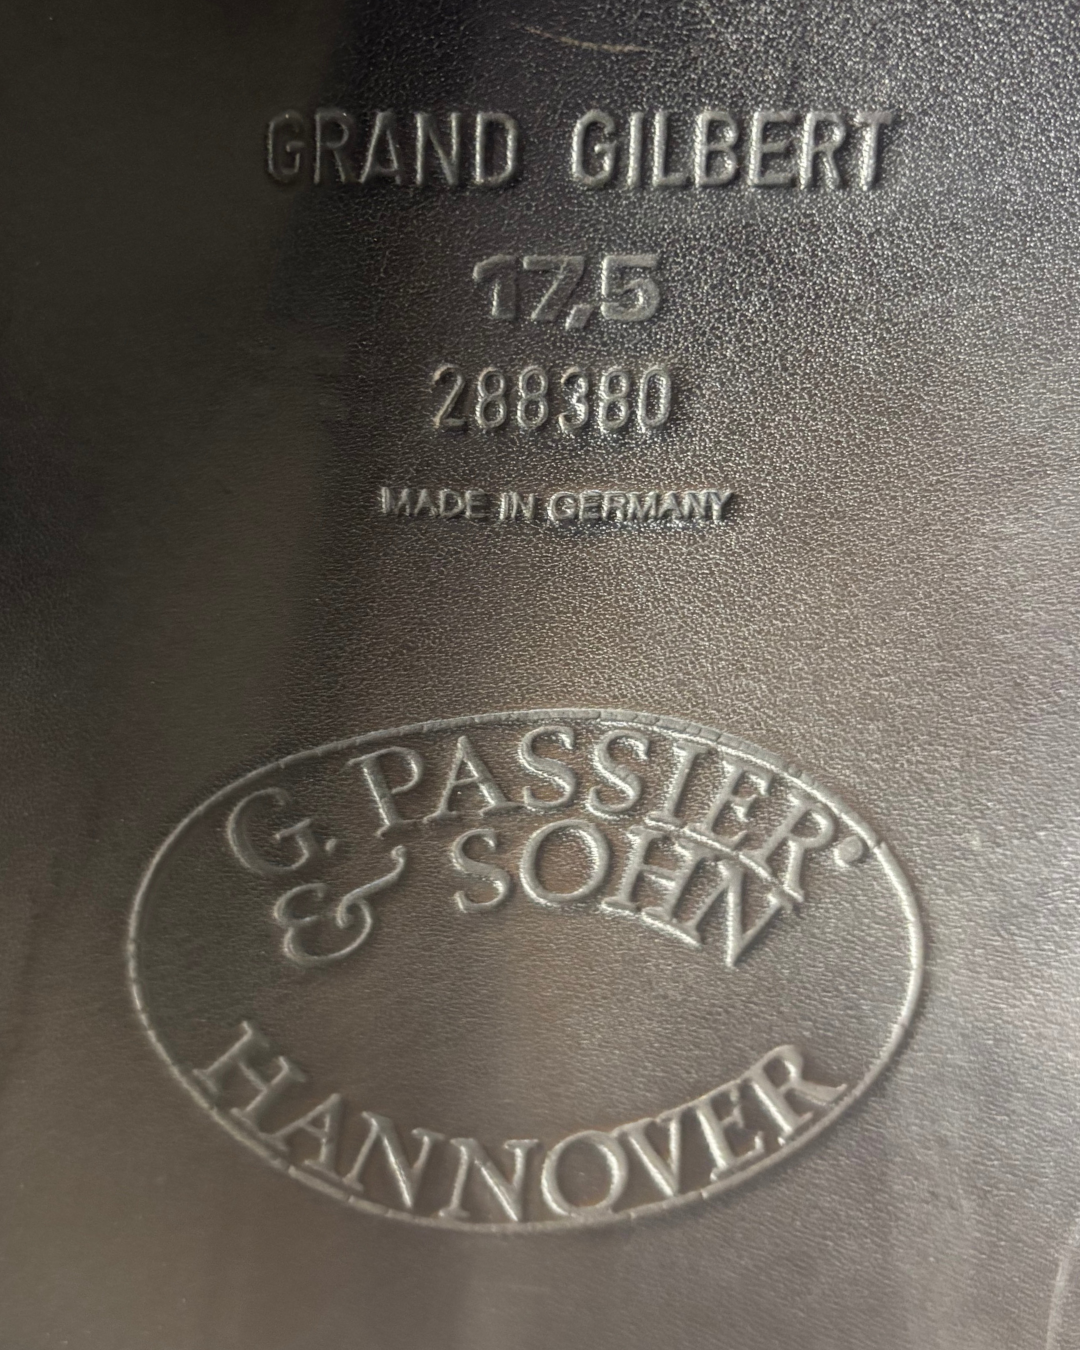 GRAND GILBERT
17,5
288380
MADE IN GERMANY
G. PASSIER
& SOHN
HANNOVER